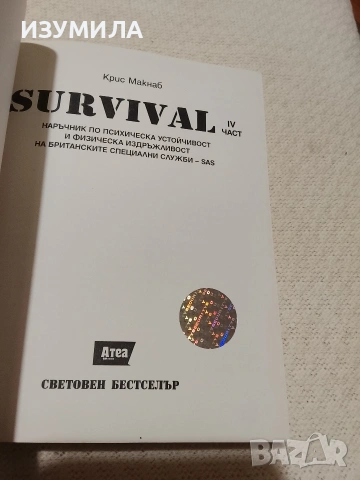 ИЗУМИЛА
Крис Макнаб
SURVIVAL IV ЧАСТ
НАРЪЧНИК ПО ПСИХИЧЕСКА УСТОЙЧИВОСТ
И ФИЗИЧЕСКА ИЗДРЪЖЛИВОСТ
НА БРИТАНСКИТЕ СПЕЦИАЛНИ СЛУЖБИ – SAS
Атеа
СВЕТОВЕН БЕСТСЕЛЪР
BAZAR